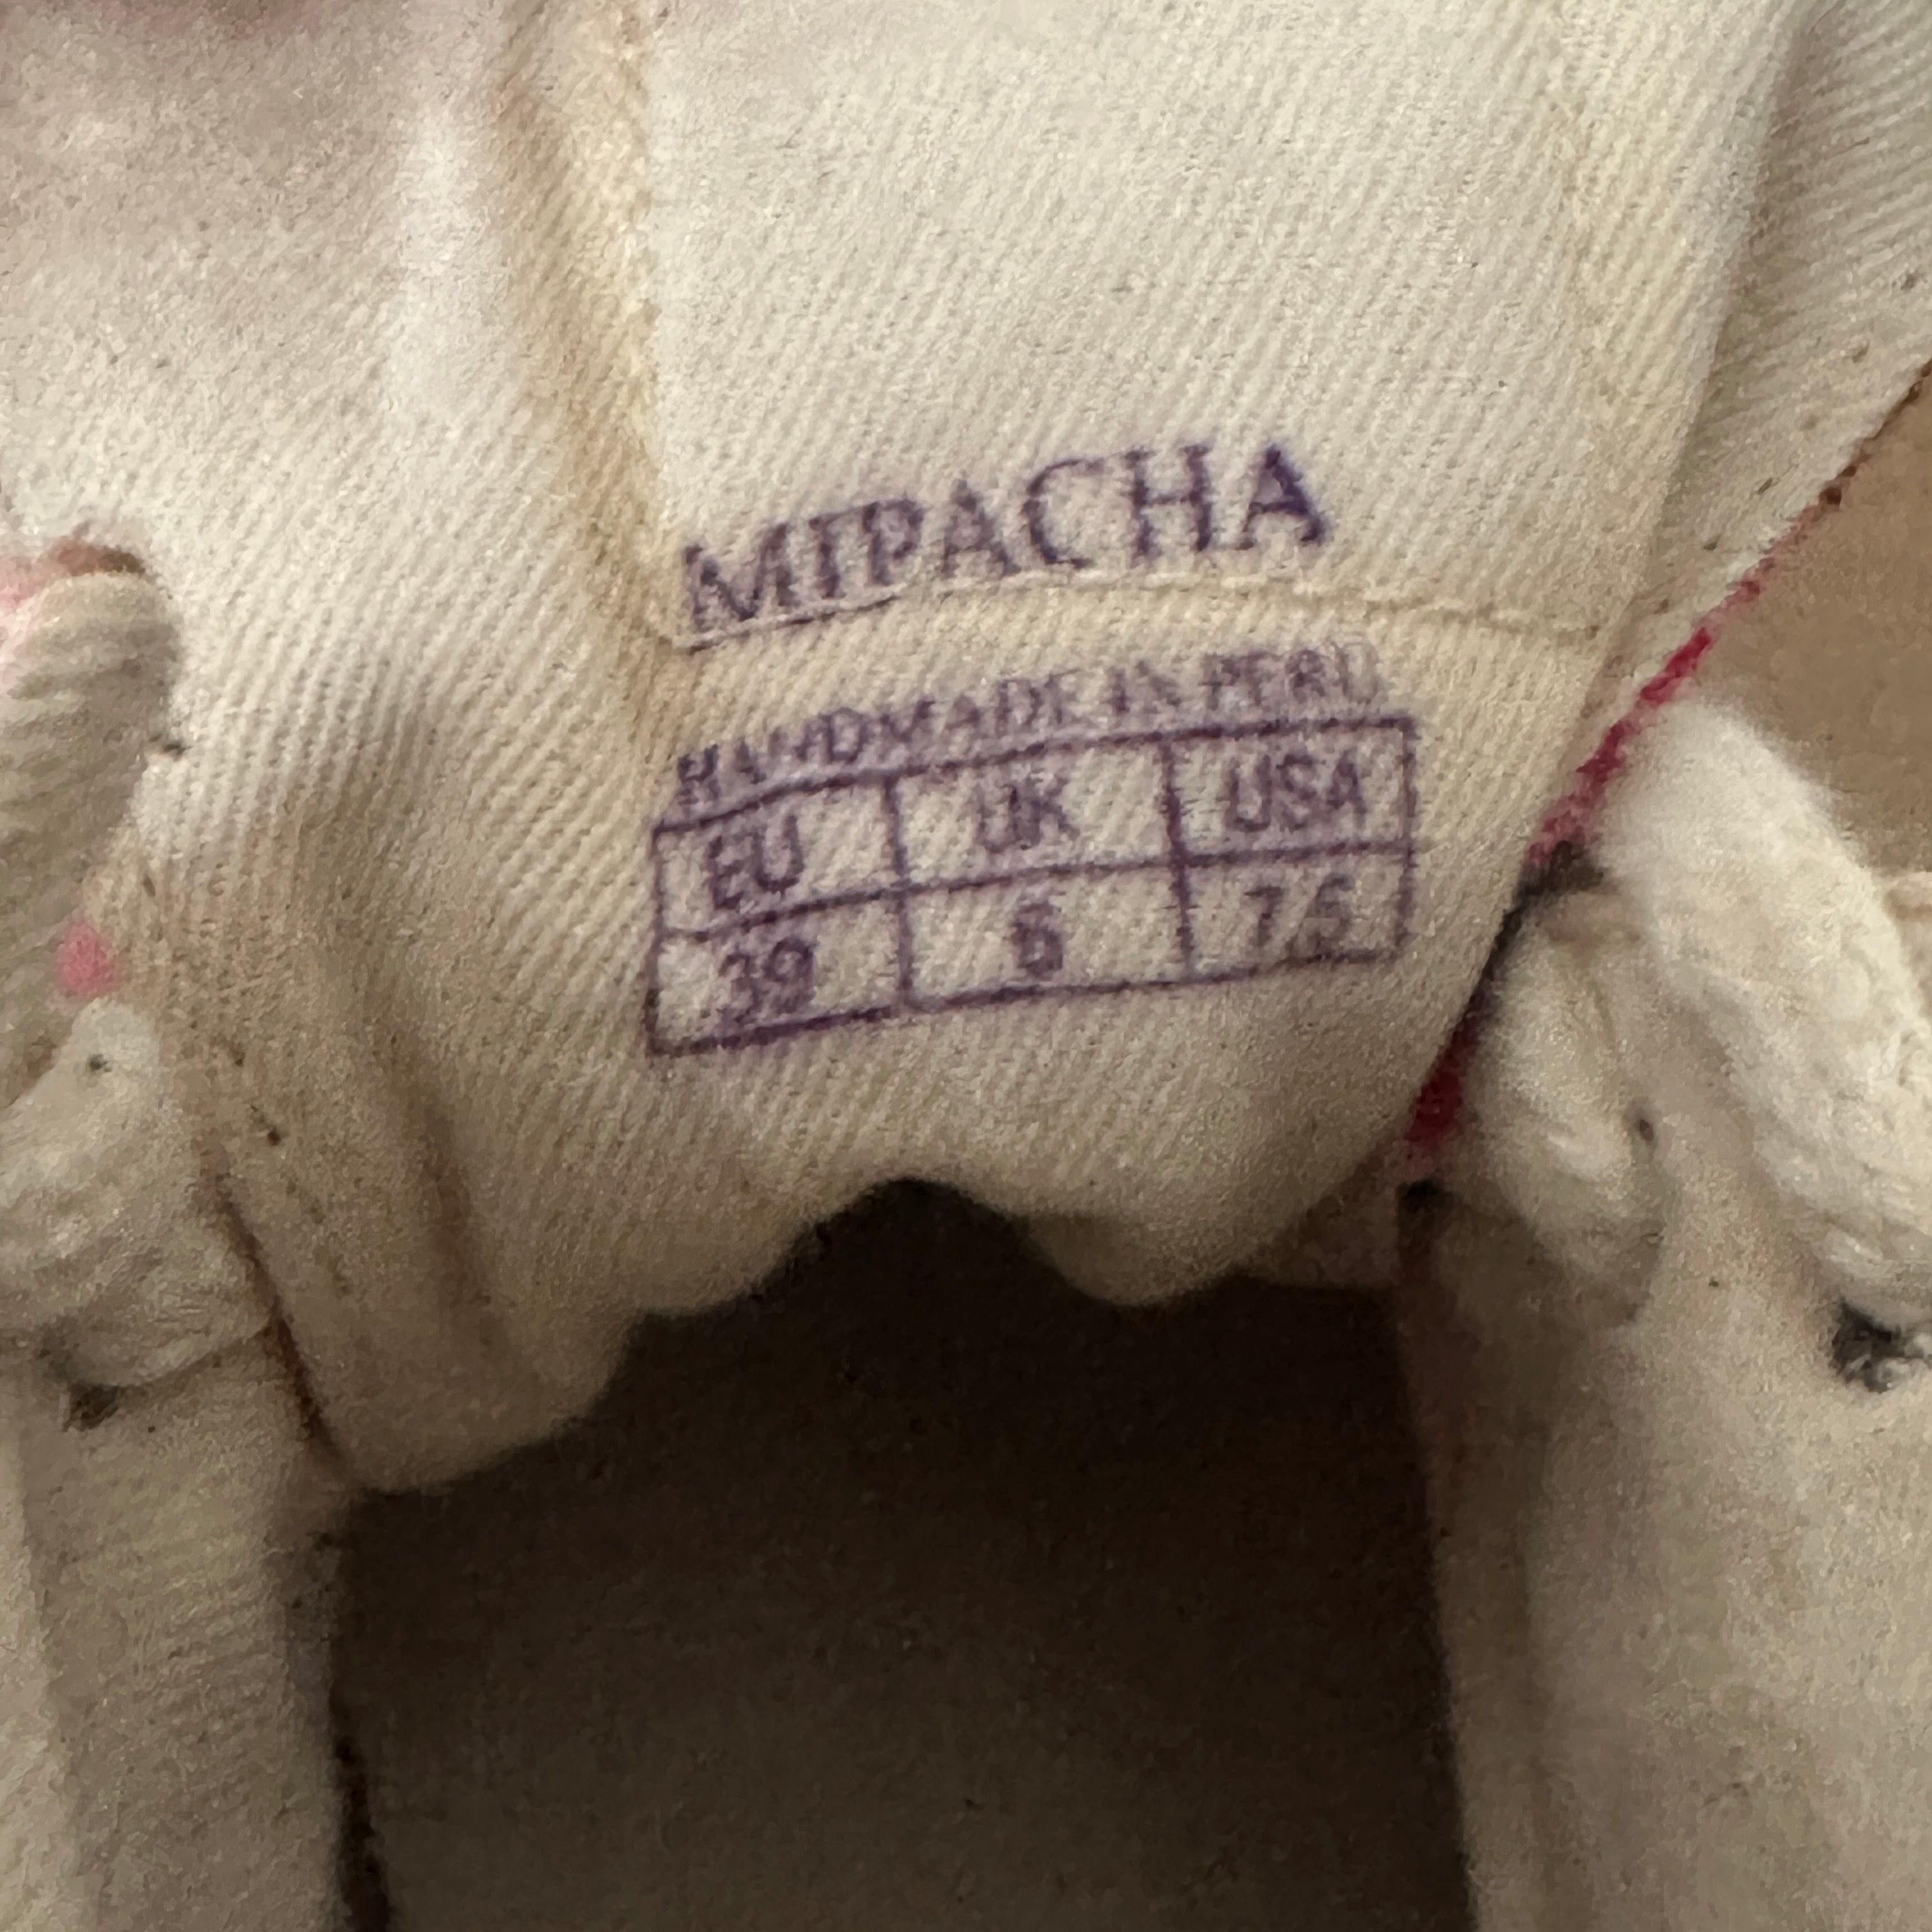 MIPACHA
HANDMADE IN PERU
EU UK USA
39 6 7,5